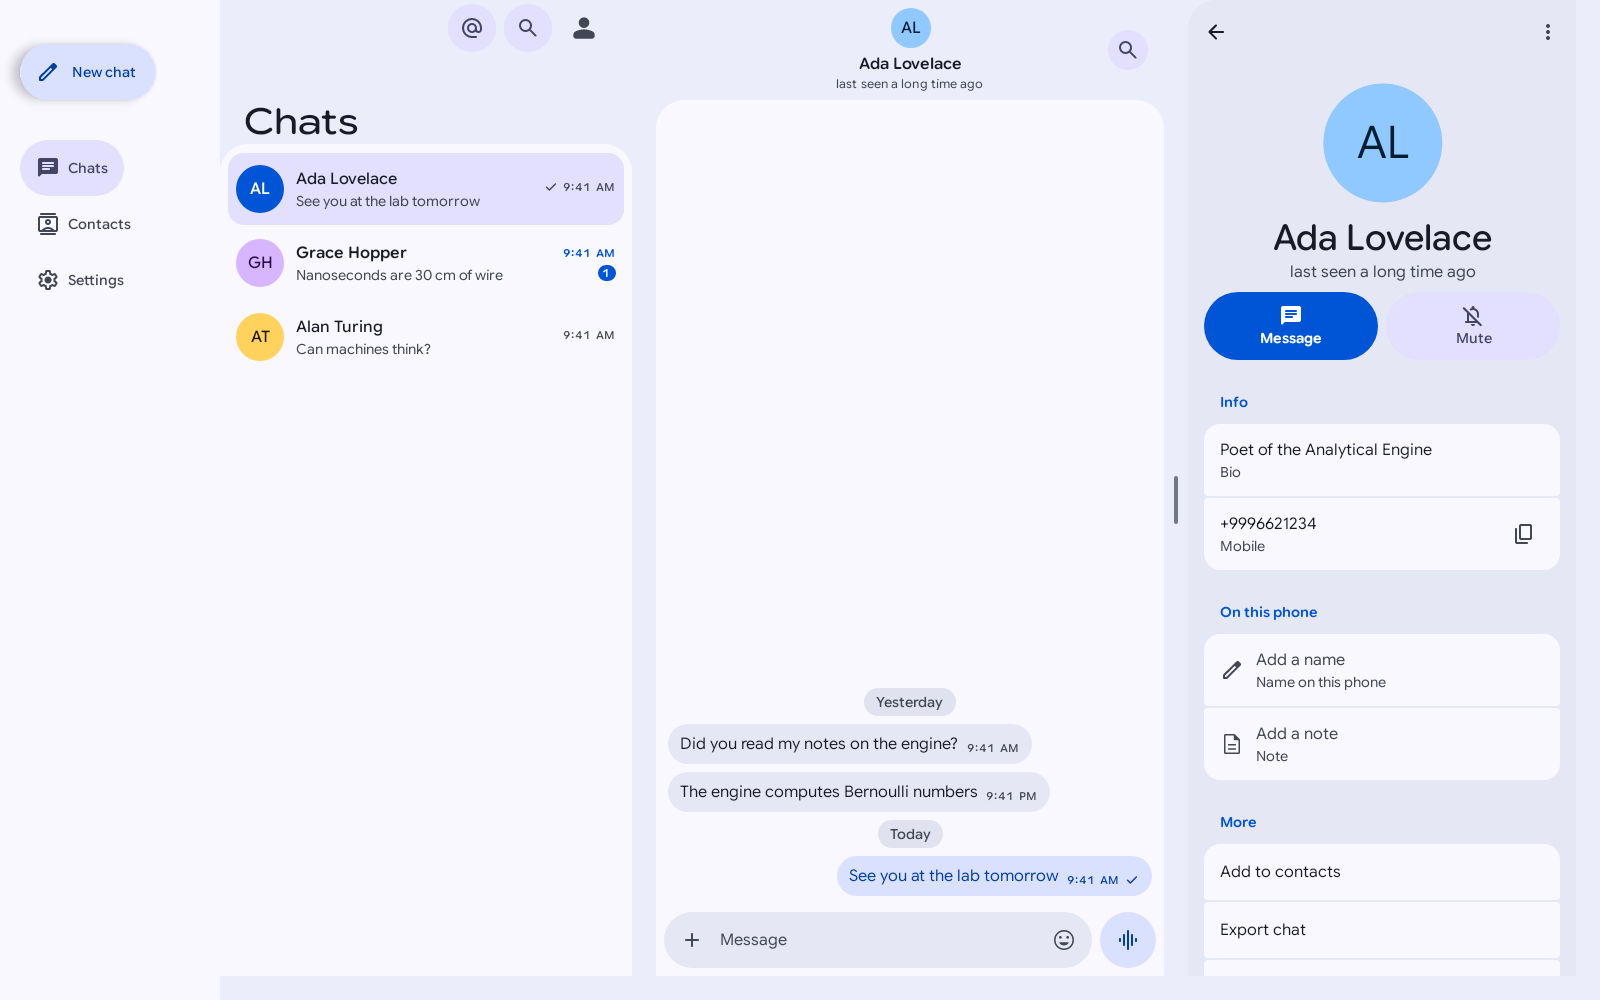 New chat
Chats
Contacts
Settings
Chats
AL
Ada Lovelace
9:41 AM
See you at the lab tomorrow
GH
Grace Hopper
9:41 AM
Nanoseconds are 30 cm of wire
1
AT
Alan Turing
9:41 AM
Can machines think?
AL
Ada Lovelace
last seen a long time ago
Yesterday
Did you read my notes on the engine? 9:41 AM
The engine computes Bernoulli numbers 9:41 PM
Today
See you at the lab tomorrow 9:41 AM
Message
AL
Ada Lovelace
last seen a long time ago
Message
Mute
Info
Poet of the Analytical Engine
Bio
+9996621234
Mobile
On this phone
Add a name
Name on this phone
Add a note
Note
More
Add to contacts
Export chat